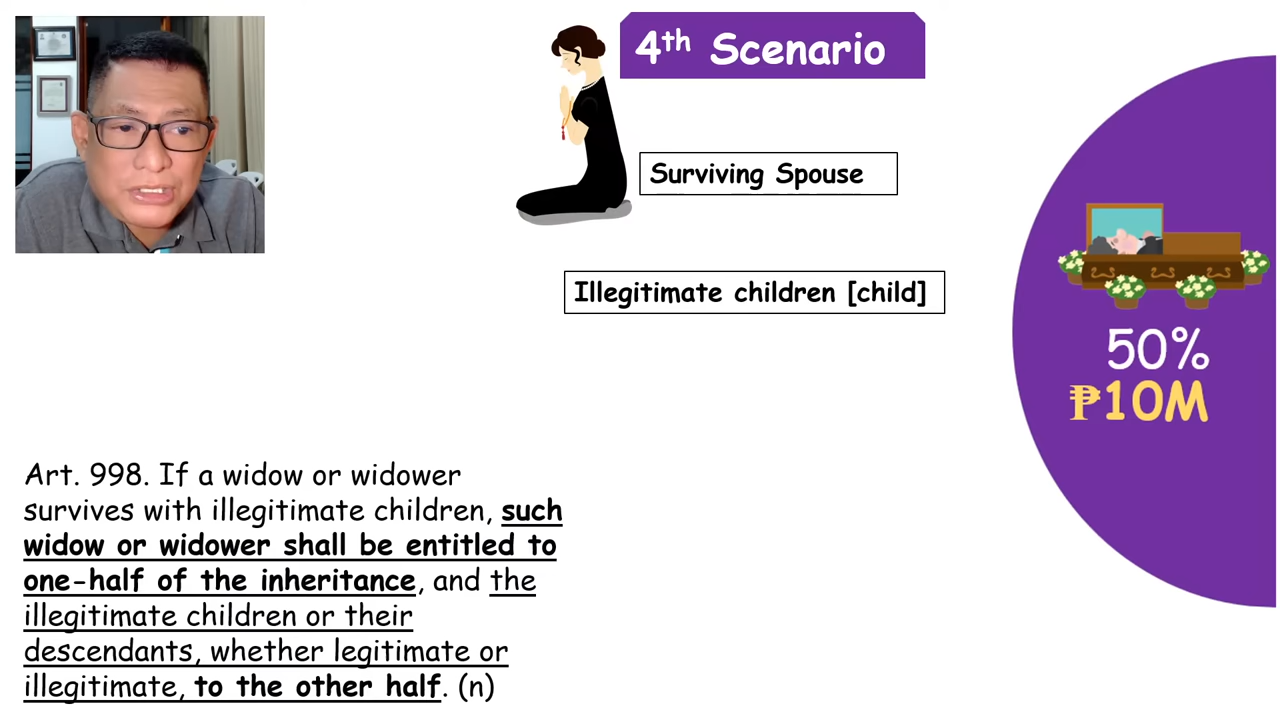 4th Scenario
Surviving Spouse
Illegitimate children [child]
50%
₱10M
Art. 998. If a widow or widower
survives with illegitimate children, such
widow or widower shall be entitled to
one-half of the inheritance, and the
illegitimate children or their
descendants, whether legitimate or
illegitimate, to the other half. (n)